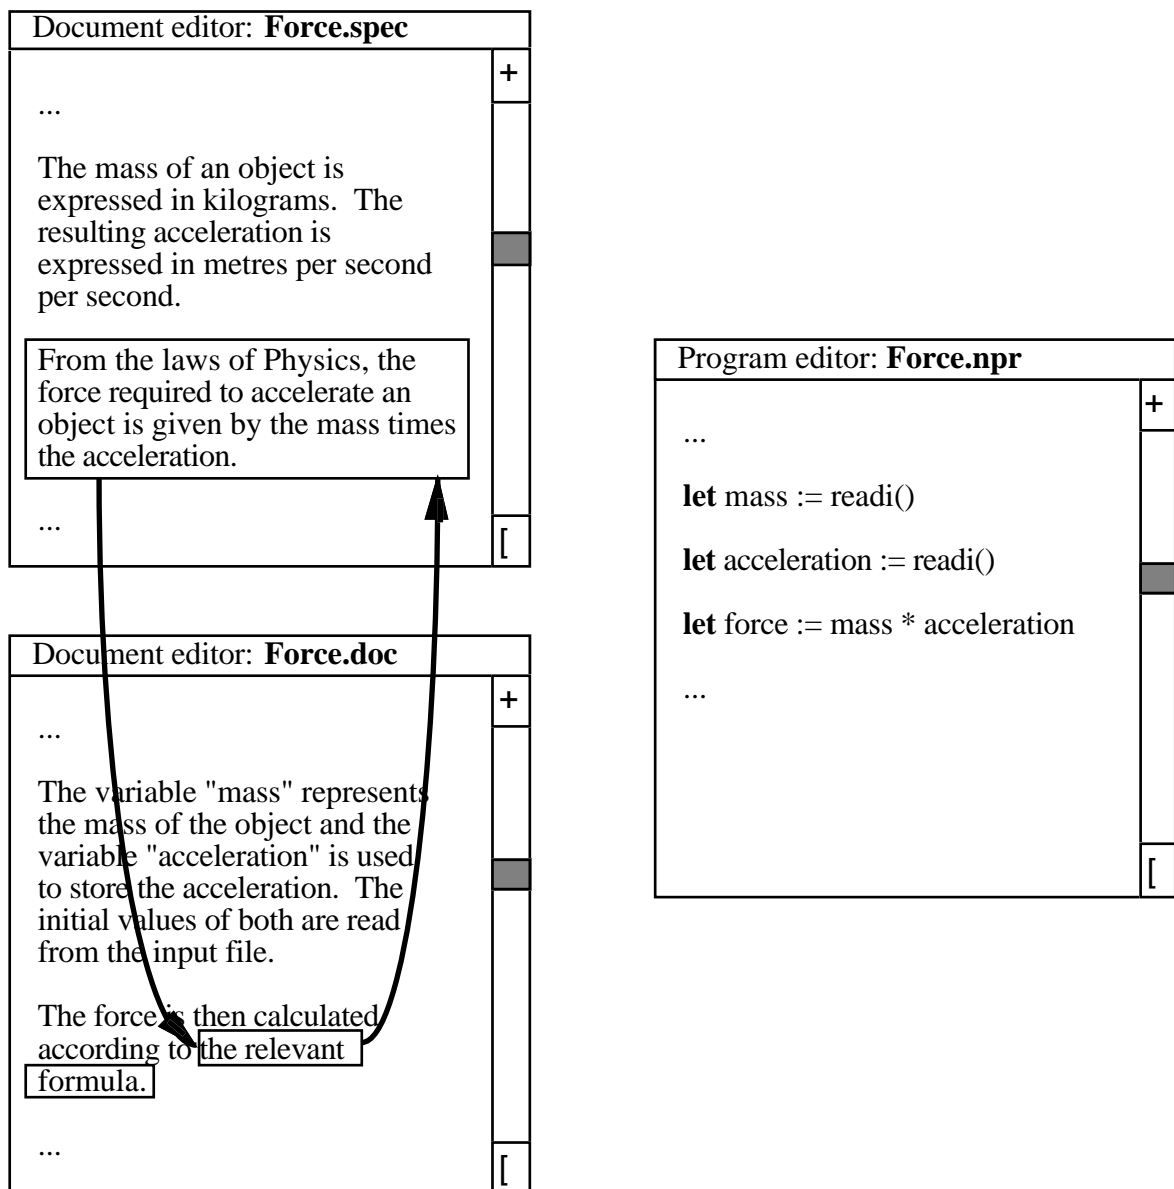 Document editor: Force.spec
+
...
The mass of an object is
expressed in kilograms. The
resulting acceleration is
expressed in metres per second
per second.
From the laws of Physics, the
force required to accelerate an
object is given by the mass times
the acceleration.
...
[
Document editor: Force.doc
+
...
The variable "mass" represents
the mass of the object and the
variable "acceleration" is used
to store the acceleration. The
initial values of both are read
from the input file.
The force is then calculated
according to the relevant
formula.
...
[
Program editor: Force.npr
+
...
let mass := readi()
let acceleration := readi()
let force := mass * acceleration
...
[